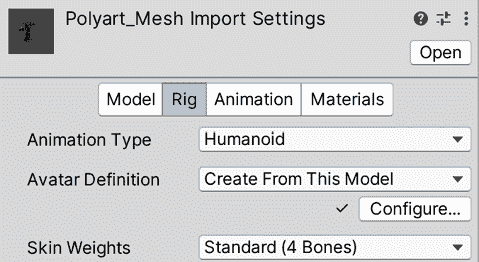 Polyart_Mesh Import Settings
Open
Model Rig Animation Materials
Animation Type Humanoid
Avatar Definition Create From This Model
Configure...
Skin Weights Standard (4 Bones)